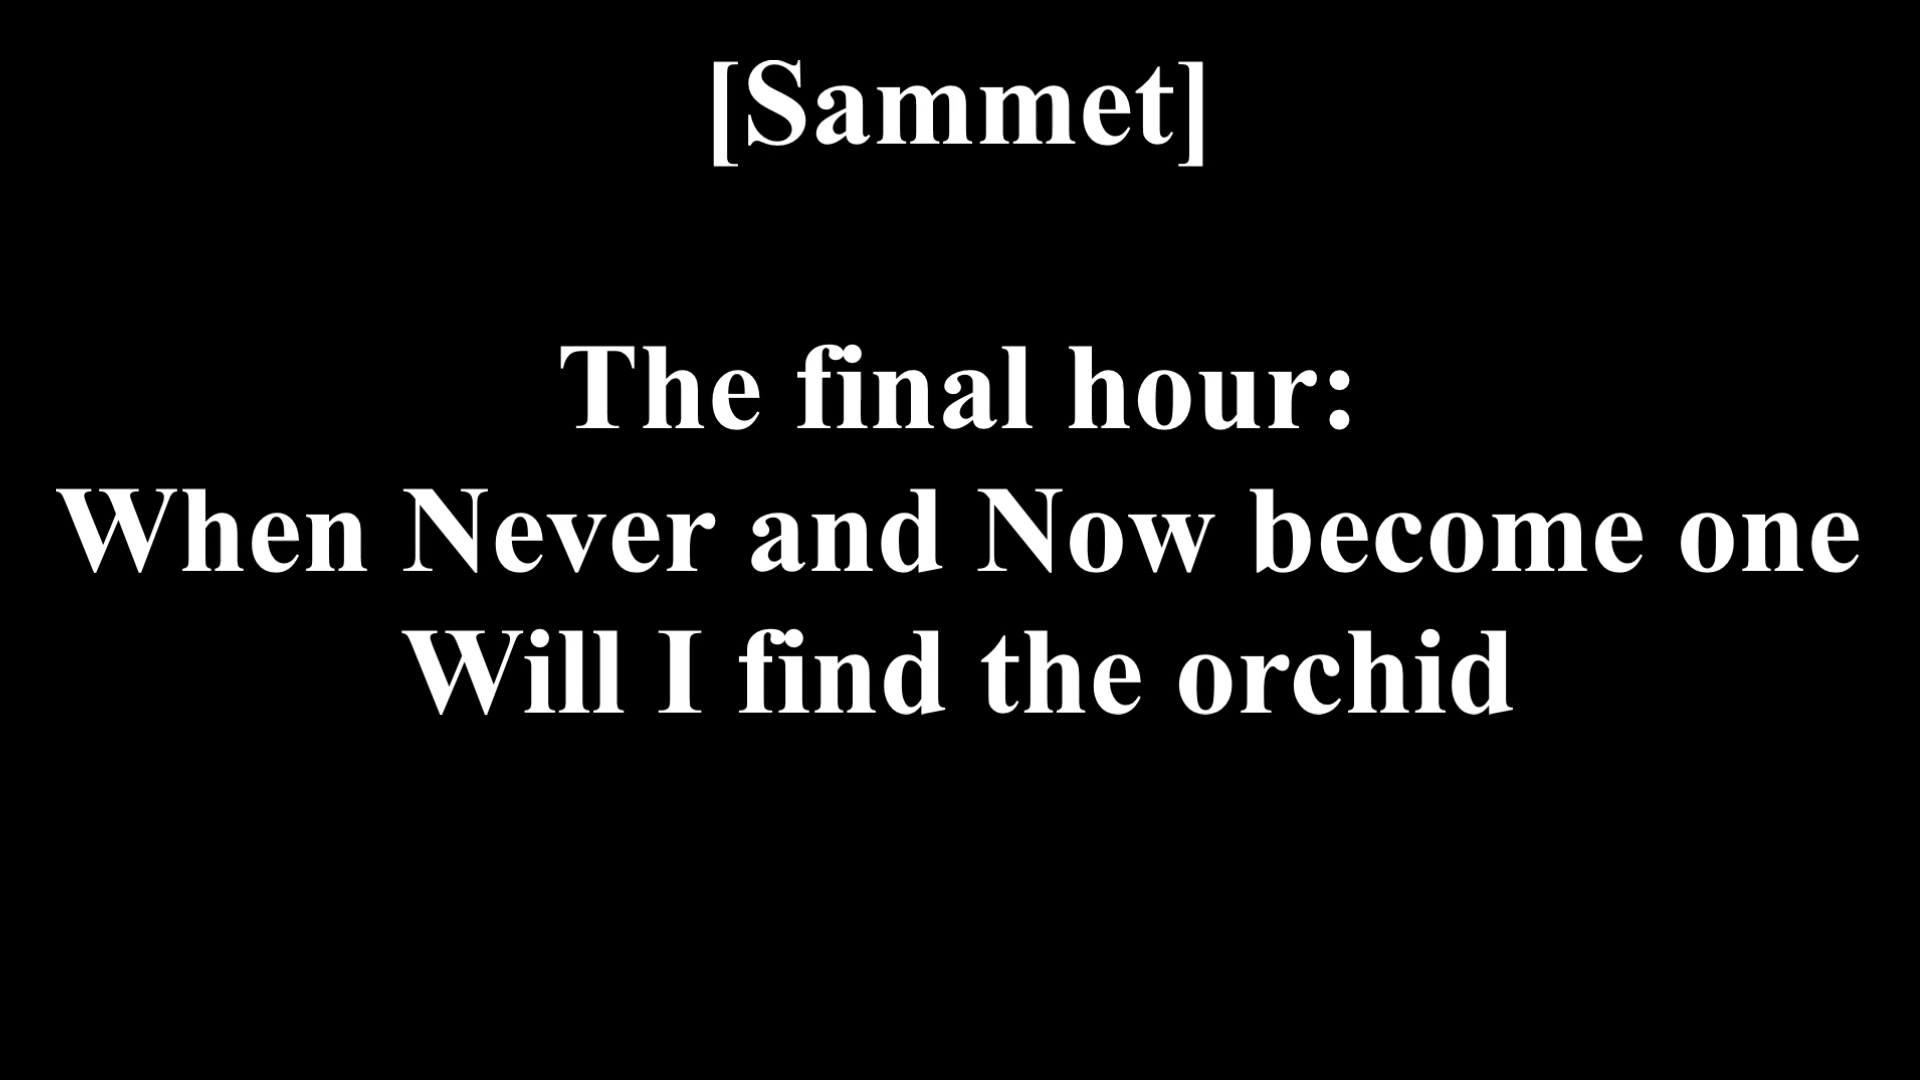 [Sammet]
The final hour:
When Never and Now become one
Will I find the orchid